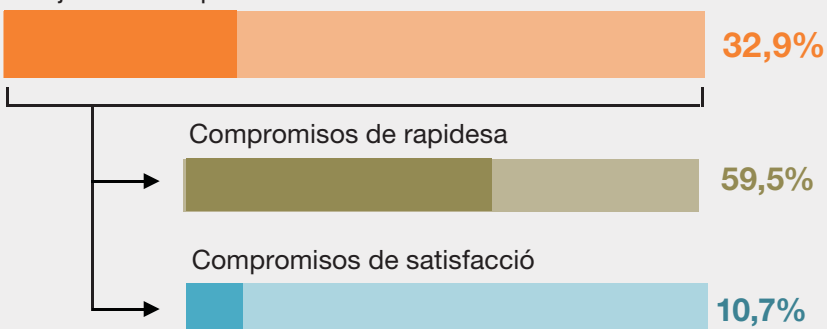 32,9%
Compromisos de rapidesa
59,5%
Compromisos de satisfacció
10,7%